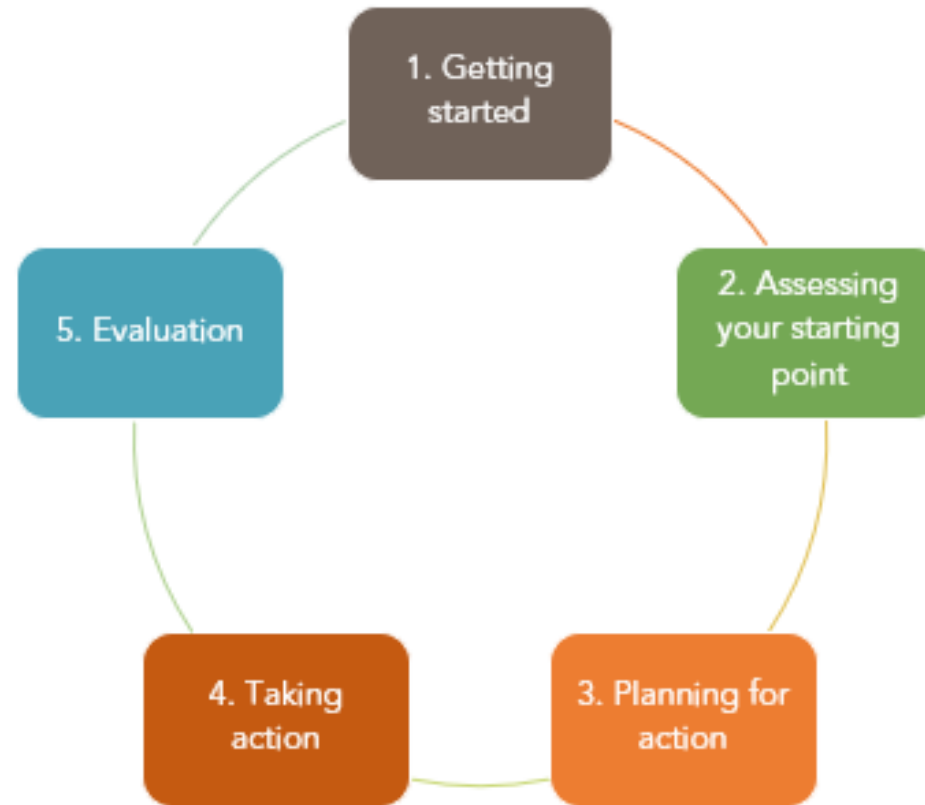 1. Getting
started
2. Assessing
your starting
point
3. Planning for
action
4. Taking
action
5. Evaluation